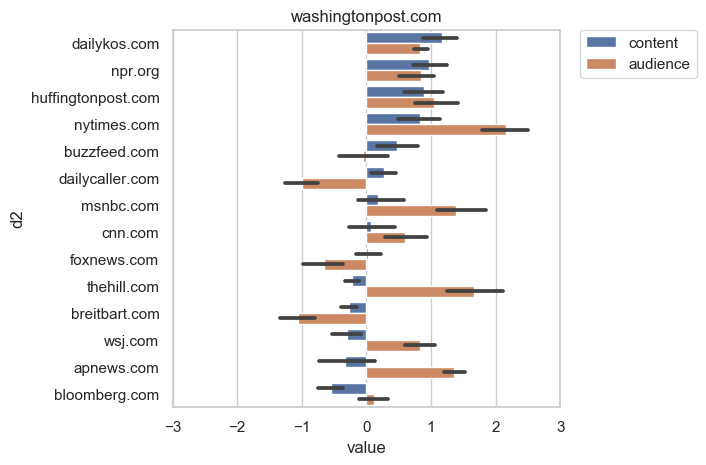 washingtonpost.com
content
audience
dailykos.com
npr.org
huffingtonpost.com
nytimes.com
buzzfeed.com
dailycaller.com
msnbc.com
cnn.com
foxnews.com
thehill.com
breitbart.com
wsj.com
apnews.com
bloomberg.com
d2
−3 −2 −1 0 1 2 3
value